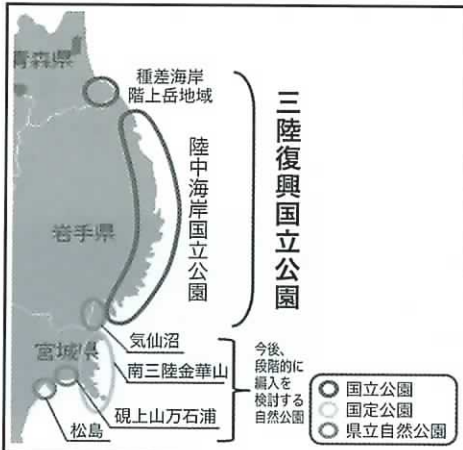 青森県
種差海岸
階上岳地域
三陸復興国立公園
陸中海岸国立公園
岩手県
気仙沼
宮城県
南三陸金華山
硯上山万石浦
松島
今後、
段階的に
編入を
検討する
自然公園
国立公園
国定公園
県立自然公園